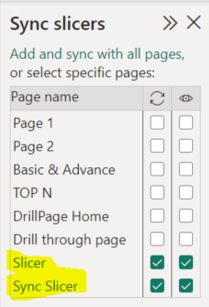 Sync slicers
Add and sync with all pages,
or select specific pages:
Page name
Page 1
Page 2
Basic & Advance
TOP N
DrillPage Home
Drill through page
Slicer
Sync Slicer